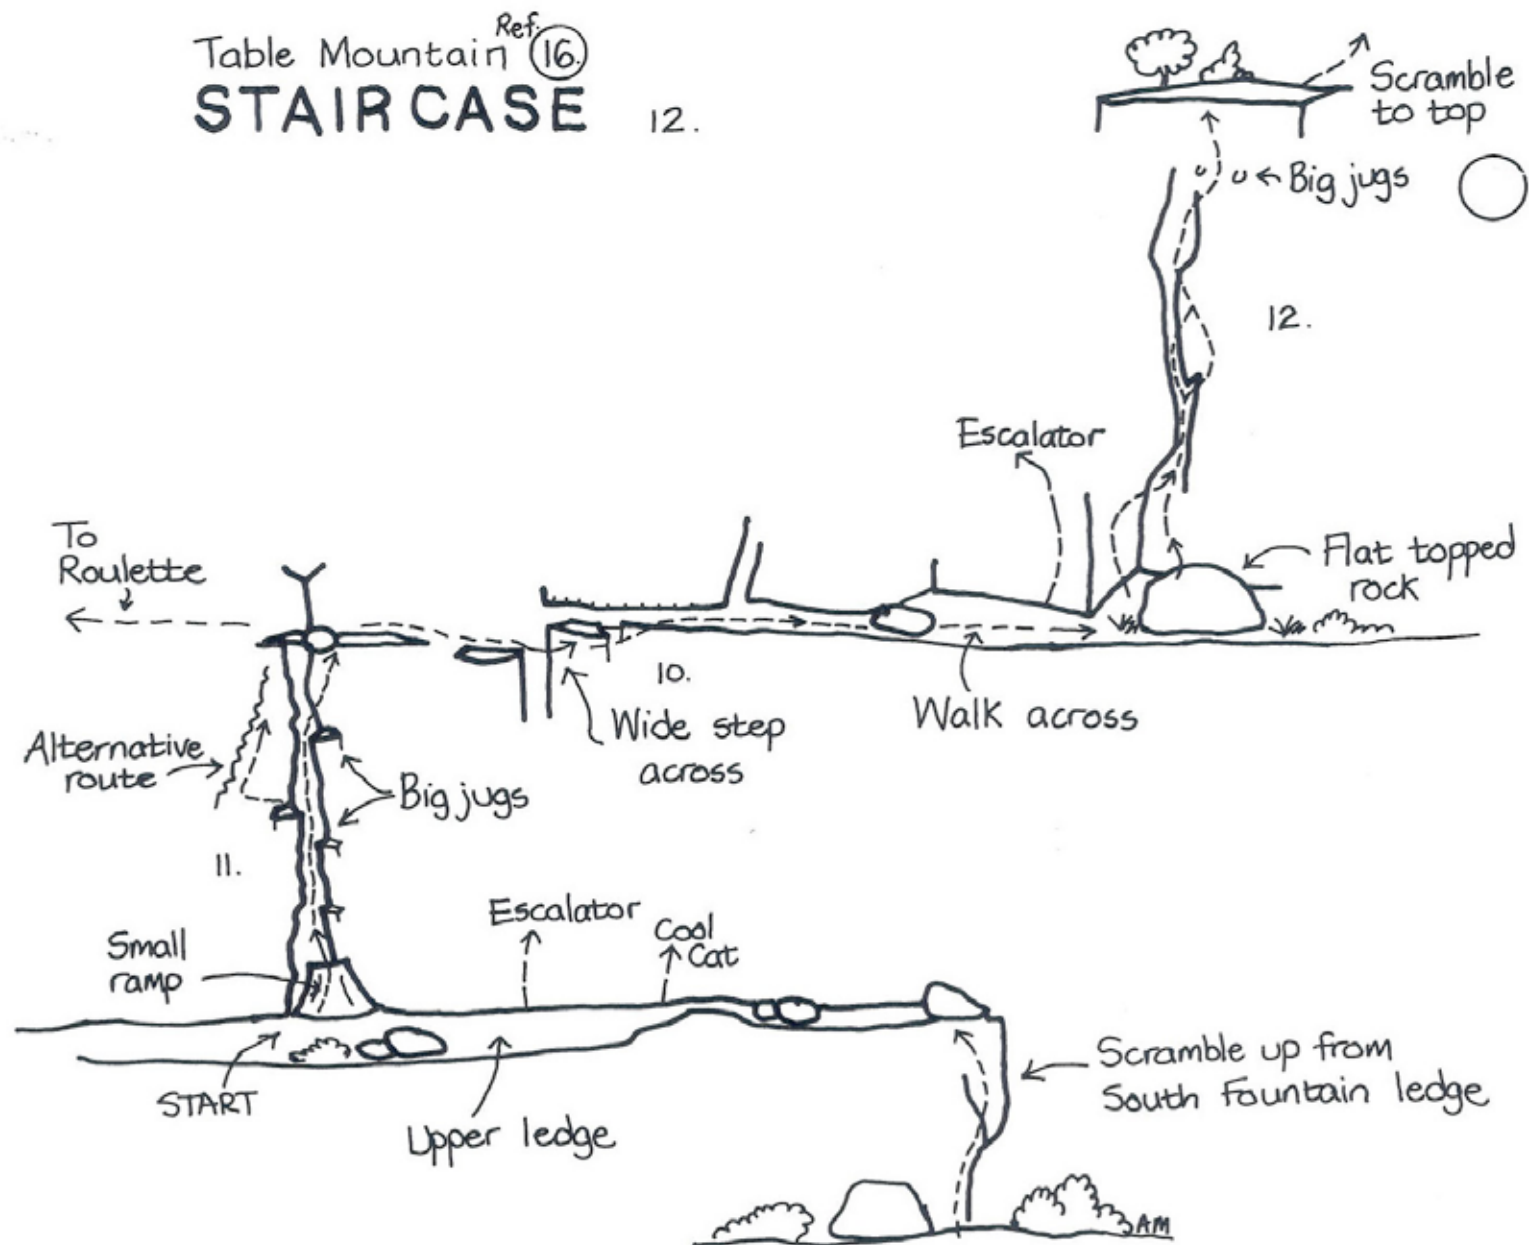 Table Mountain Ref. 16.
STAIRCASE 12.
Scramble
to top
Big jugs
12.
Escalator
To
Roulette
Flat topped
rock
10.
Wide step
across
Walk across
Alternative
route
Big jugs
11.
Escalator
Cool
Cat
Small
ramp
START
Upper ledge
Scramble up from
South Fountain ledge
AM